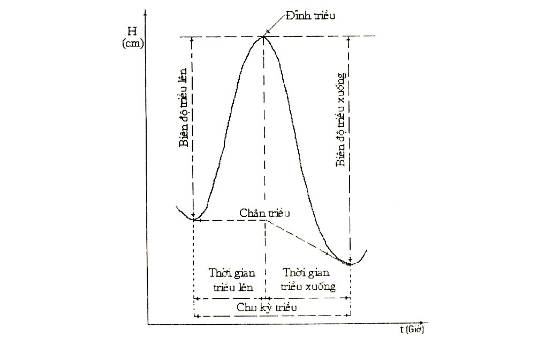 Đỉnh triều
H
(cm)
Biên độ triều lên
Biên độ triều xuống
Chân triều
Thời gian
triều lên
Thời gian
triều xuống
Chu kỳ triều
t (Giờ)